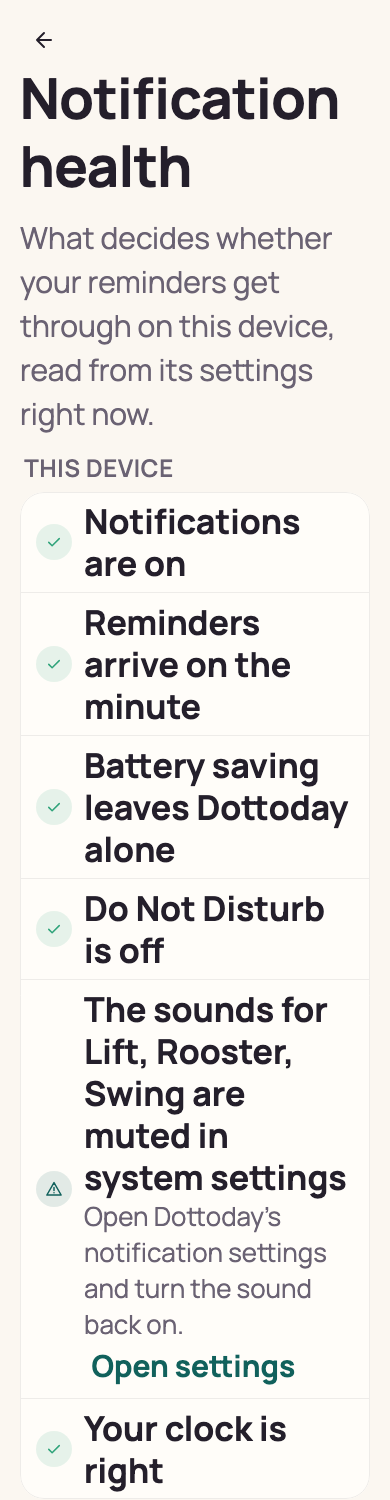 Notification
health
What decides whether
your reminders get
through on this device,
read from its settings
right now.
THIS DEVICE
Notifications
are on
Reminders
arrive on the
minute
Battery saving
leaves Dottoday
alone
Do Not Disturb
is off
The sounds for
Lift, Rooster,
Swing are
muted in
system settings
Open Dottoday's
notification settings
and turn the sound
back on.
Open settings
Your clock is
right